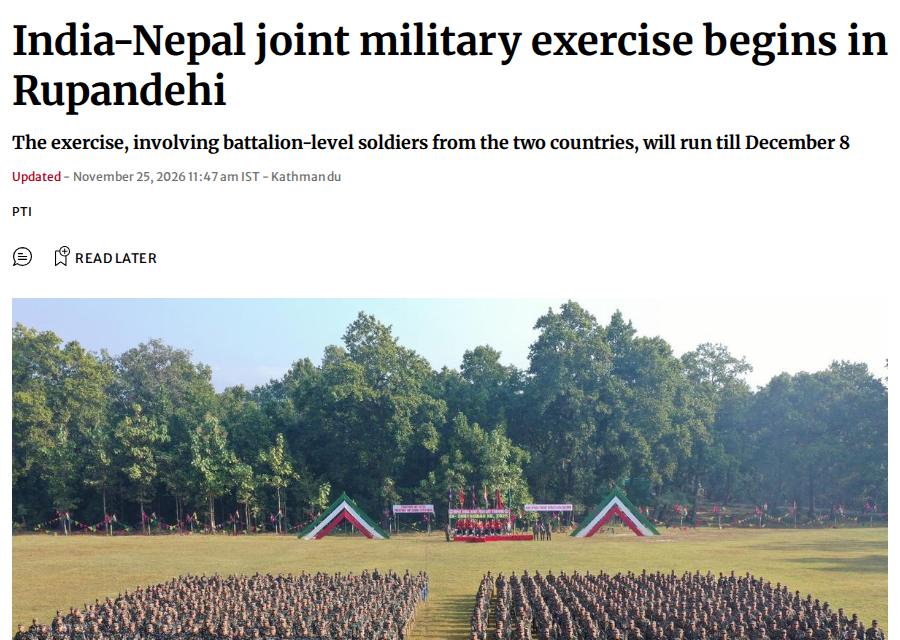 India-Nepal joint military exercise begins in
Rupandehi
The exercise, involving battalion-level soldiers from the two countries, will run till December 8
Updated - November 25, 2026 11:47 am IST - Kathmandu
PTI
READ LATER